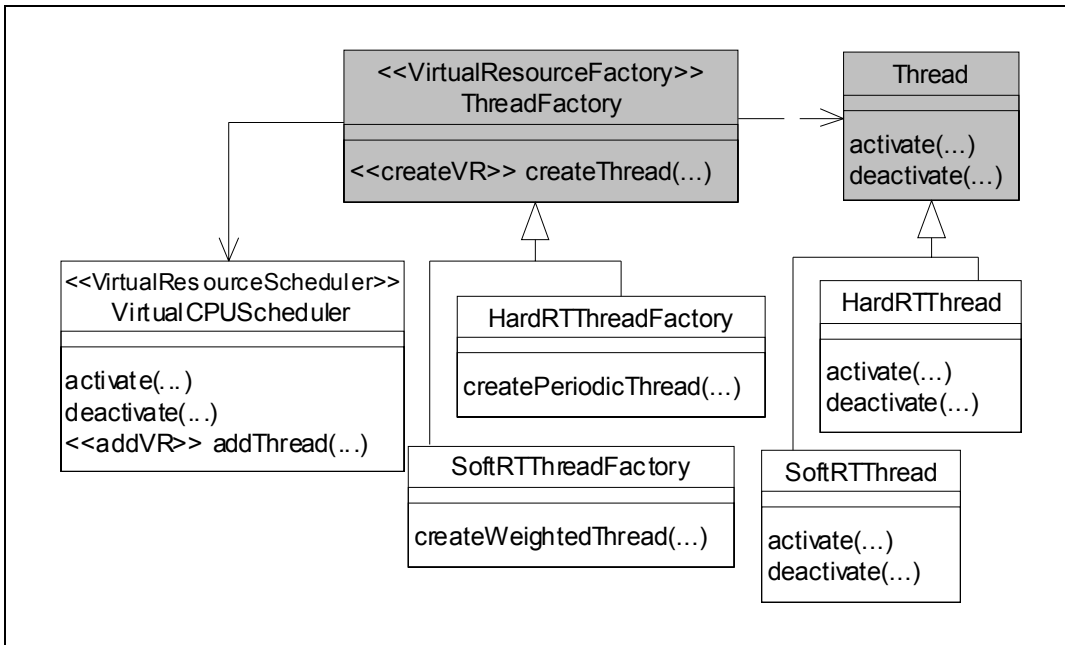 <<VirtualResourceFactory>>
ThreadFactory
<<createVR>> createThread(...)
Thread
activate(...)
deactivate(...)
<<VirtualResourceScheduler>>
VirtualCPUScheduler
activate(...)
deactivate(...)
<<addVR>> addThread(...)
HardRTThreadFactory
createPeriodicThread(...)
HardRTThread
activate(...)
deactivate(...)
SoftRTThreadFactory
createWeightedThread(...)
SoftRTThread
activate(...)
deactivate(...)